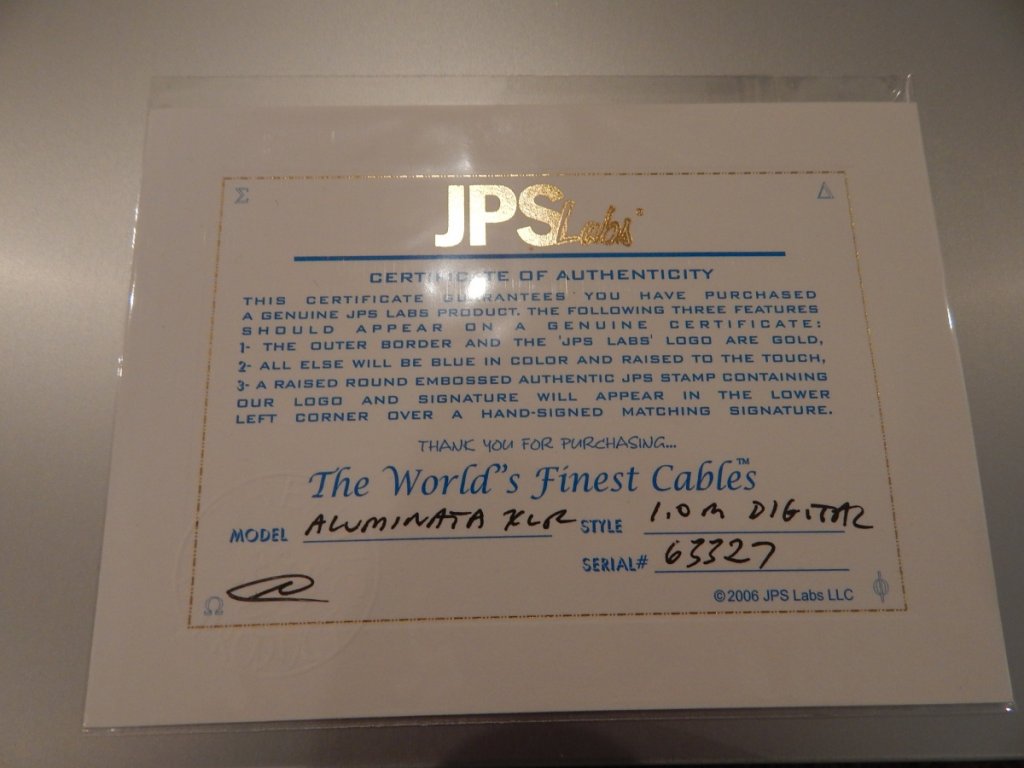 Σ
Δ
JPS Labs®
CERTIFICATE OF AUTHENTICITY
THIS CERTIFICATE GUARANTEES YOU HAVE PURCHASED
A GENUINE JPS LABS PRODUCT. THE FOLLOWING THREE FEATURES
SHOULD APPEAR ON A GENUINE CERTIFICATE:
1- THE OUTER BORDER AND THE 'JPS LABS' LOGO ARE GOLD,
2- ALL ELSE WILL BE BLUE IN COLOR AND RAISED TO THE TOUCH,
3- A RAISED ROUND EMBOSSED AUTHENTIC JPS STAMP CONTAINING
OUR LOGO AND SIGNATURE WILL APPEAR IN THE LOWER
LEFT CORNER OVER A HAND-SIGNED MATCHING SIGNATURE.
THANK YOU FOR PURCHASING...
The World's Finest Cables™
MODEL ALUMINATA XLR STYLE 1.0 m DIGITAL
SERIAL# 63327
Ω
©2006 JPS Labs LLC
ϕ